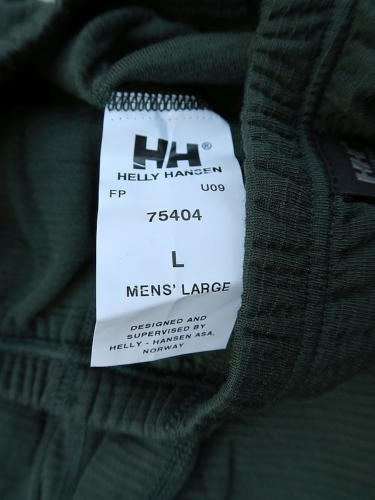 HH®
HELLY HANSEN
FP U09
75404
L
MENS' LARGE
DESIGNED AND
SUPERVISED BY
HELLY - HANSEN ASA,
NORWAY